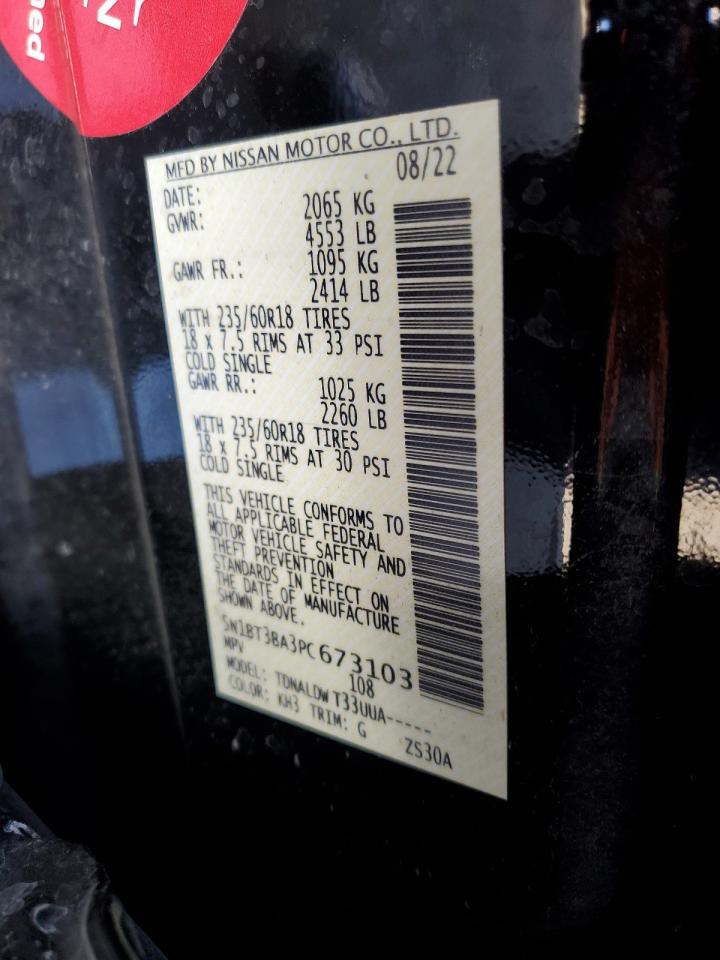 ned
MFD BY NISSAN MOTOR CO., LTD.
DATE: 08/22
GVWR: 2065 KG
4553 LB
GAWR FR.: 1095 KG
2414 LB
WITH 235/60R18 TIRES
18 x 7.5 RIMS AT 33 PSI
COLD SINGLE
GAWR RR.: 1025 KG
2260 LB
WITH 235/60R18 TIRES
18 x 7.5 RIMS AT 30 PSI
COLD SINGLE
THIS VEHICLE CONFORMS TO
ALL APPLICABLE FEDERAL
MOTOR VEHICLE SAFETY AND
THEFT PREVENTION
STANDARDS IN EFFECT ON
THE DATE OF MANUFACTURE
SHOWN ABOVE.
5N1BT3BA3PC673103
MPV 108
MODEL: TDNALDW T33UUA-----
COLOR: KH3 TRIM: G ZS30A